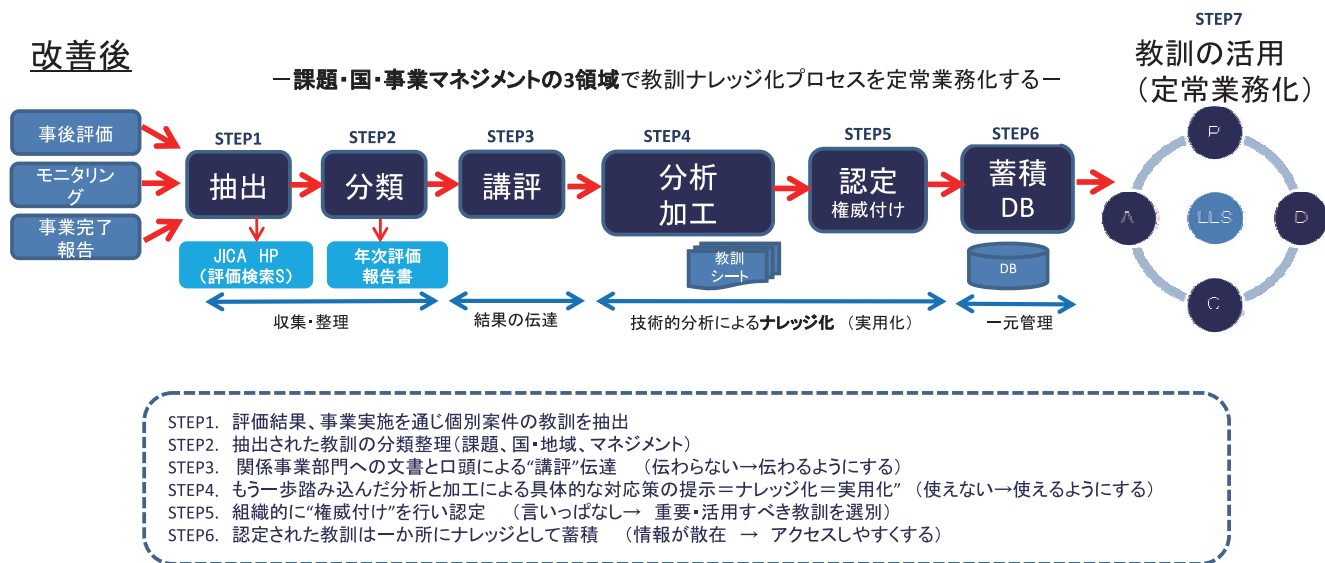 改善後
STEP7
教訓の活用
（定常業務化）
－課題・国・事業マネジメントの3領域で教訓ナレッジ化プロセスを定常業務化する－
事後評価
モニタリン
グ
事業完了
報告
STEP1
抽出
STEP2
分類
STEP3
講評
STEP4
分析
加工
STEP5
認定
権威付け
STEP6
蓄積
DB
P
A
LLS
D
C
JICA HP
（評価検索S）
年次評価
報告書
教訓
シート
DB
収集・整理
結果の伝達
技術的分析によるナレッジ化 （実用化）
一元管理
STEP1. 評価結果、事業実施を通じ個別案件の教訓を抽出
STEP2. 抽出された教訓の分類整理（課題、国・地域、マネジメント）
STEP3. 関係事業部門への文書と口頭による“講評”伝達 （伝わらない→伝わるようにする）
STEP4. もう一歩踏み込んだ分析と加工による具体的な対応策の提示＝ナレッジ化＝実用化” （使えない→使えるようにする）
STEP5. 組織的に“権威付け”を行い認定 （言いっぱなし→ 重要・活用すべき教訓を選別）
STEP6. 認定された教訓は一か所にナレッジとして蓄積 （情報が散在 → アクセスしやすくする）